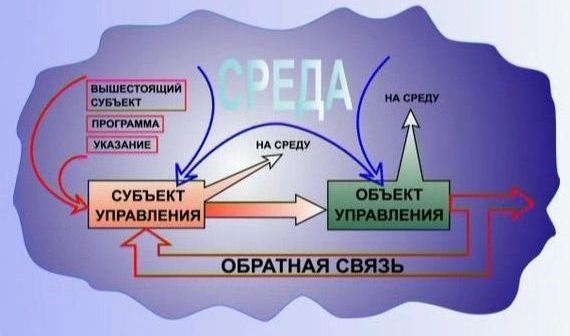 СРЕДА
ВЫШЕСТОЯЩИЙ
СУБЪЕКТ
ПРОГРАММА
УКАЗАНИЕ
НА СРЕДУ
НА СРЕДУ
СУБЪЕКТ
УПРАВЛЕНИЯ
ОБЪЕКТ
УПРАВЛЕНИЯ
ОБРАТНАЯ СВЯЗЬ